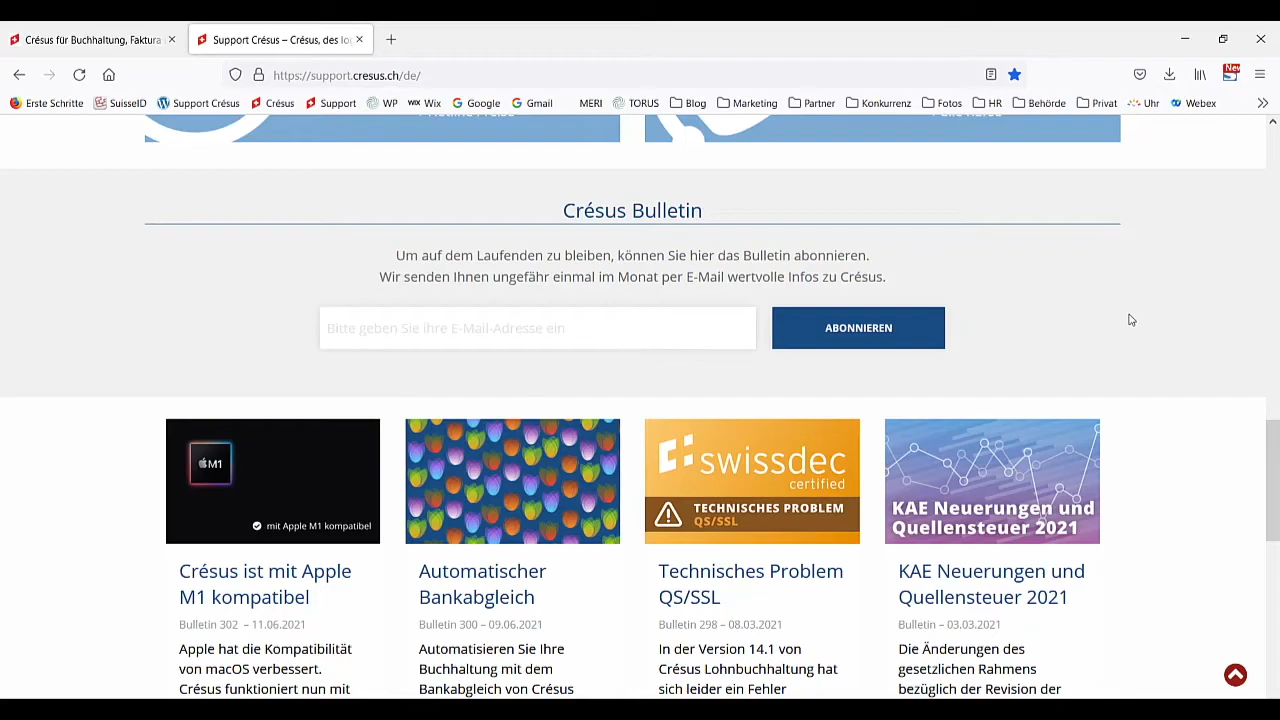 Crésus für Buchhaltung, Faktura
Support Crésus – Crésus, des lo
https://support.cresus.ch/de/
New
Erste Schritte SuisseID Support Crésus Crésus Support WP Wix Google Gmail MERI TORUS Blog Marketing Partner Konkurrenz Fotos HR Behörde Privat Uhr Webex
Crésus Bulletin
Um auf dem Laufenden zu bleiben, können Sie hier das Bulletin abonnieren.
Wir senden Ihnen ungefähr einmal im Monat per E-Mail wertvolle Infos zu Crésus.
Bitte geben Sie ihre E-Mail-Adresse ein
ABONNIEREN
M1
mit Apple M1 kompatibel
swissdec
certified
TECHNISCHES PROBLEM
QS/SSL
KAE Neuerungen und
Quellensteuer 2021
Crésus ist mit Apple
M1 kompatibel
Bulletin 302 – 11.06.2021
Apple hat die Kompatibilität
von macOS verbessert.
Crésus funktioniert nun mit
Automatischer
Bankabgleich
Bulletin 300 – 09.06.2021
Automatisieren Sie Ihre
Buchhaltung mit dem
Bankabgleich von Crésus
Technisches Problem
QS/SSL
Bulletin 298 – 08.03.2021
In der Version 14.1 von
Crésus Lohnbuchhaltung hat
sich leider ein Fehler
KAE Neuerungen und
Quellensteuer 2021
Bulletin – 03.03.2021
Die Änderungen des
gesetzlichen Rahmens
bezüglich der Revision der